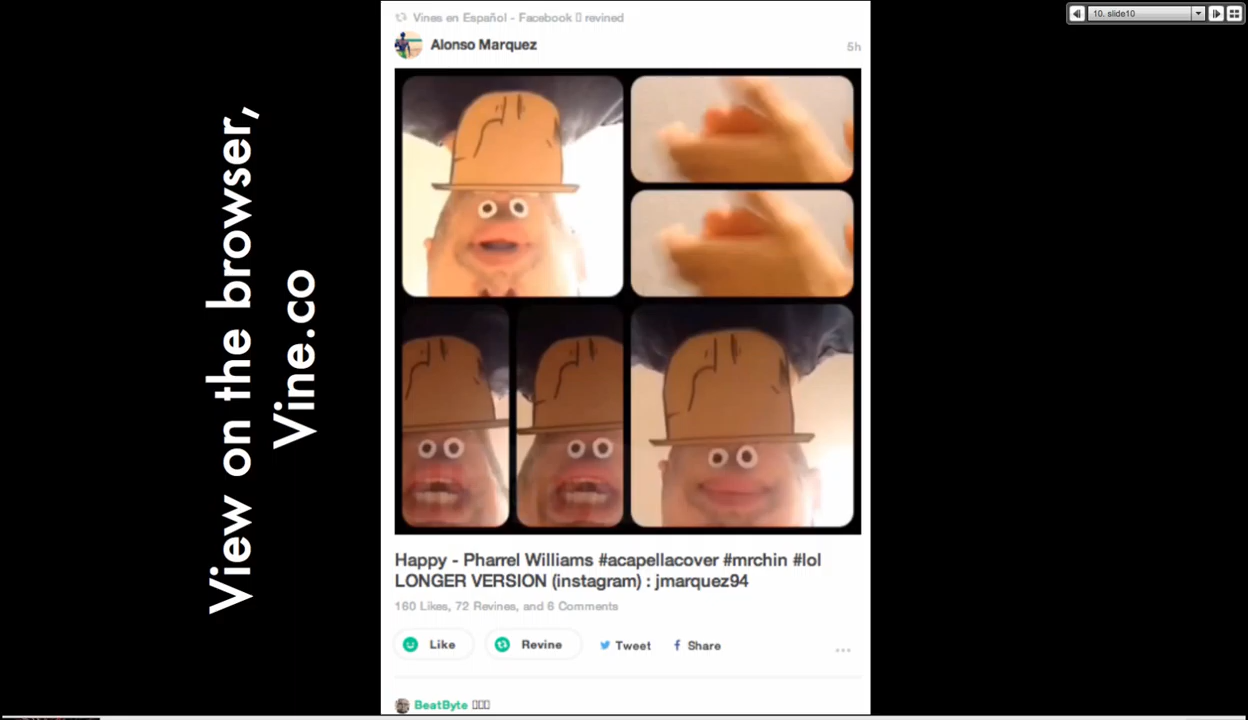 10. slide10
View on the browser,
Vine.co
Vines en Español - Facebook revined
Alonso Marquez
5h
Happy - Pharrel Williams #acapellacover #mrchin #lol
LONGER VERSION (instagram) : jmarquez94
160 Likes, 72 Revines, and 6 Comments
Like
Revine
Tweet
Share
BeatByte